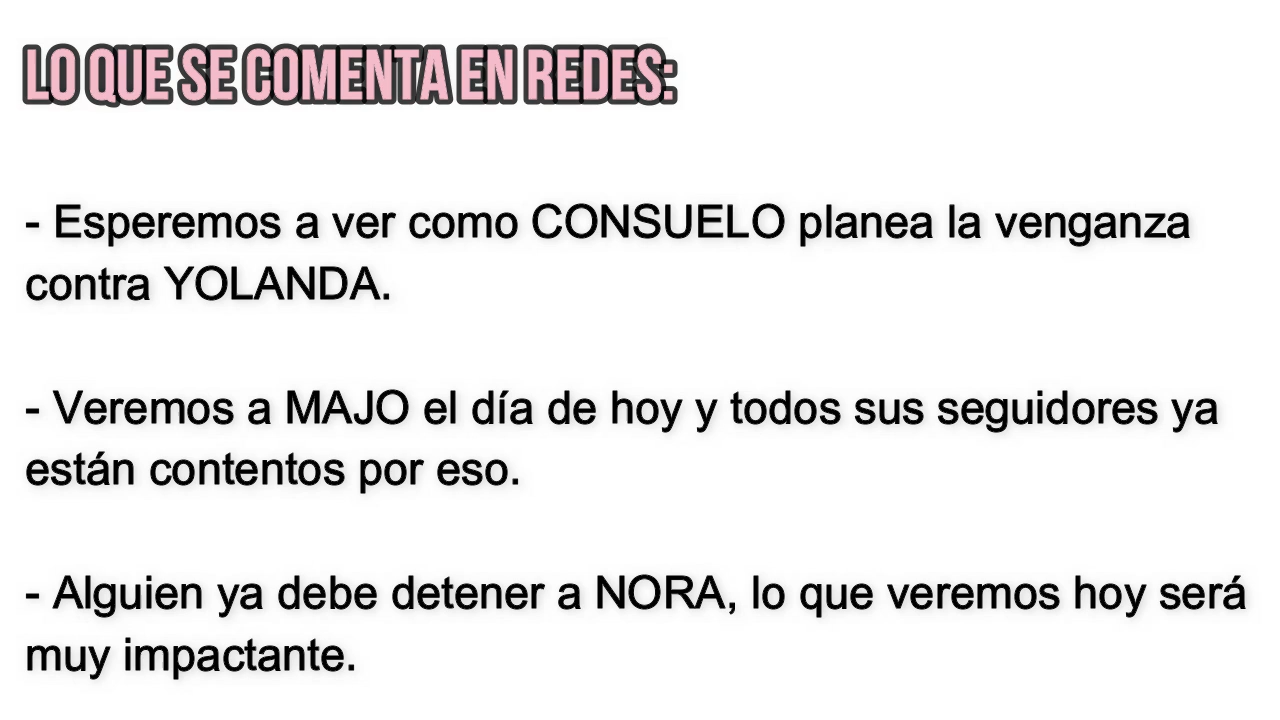 LO QUE SE COMENTA EN REDES:
- Esperemos a ver como CONSUELO planea la venganza
contra YOLANDA.
- Veremos a MAJO el día de hoy y todos sus seguidores ya
están contentos por eso.
- Alguien ya debe detener a NORA, lo que veremos hoy será
muy impactante.